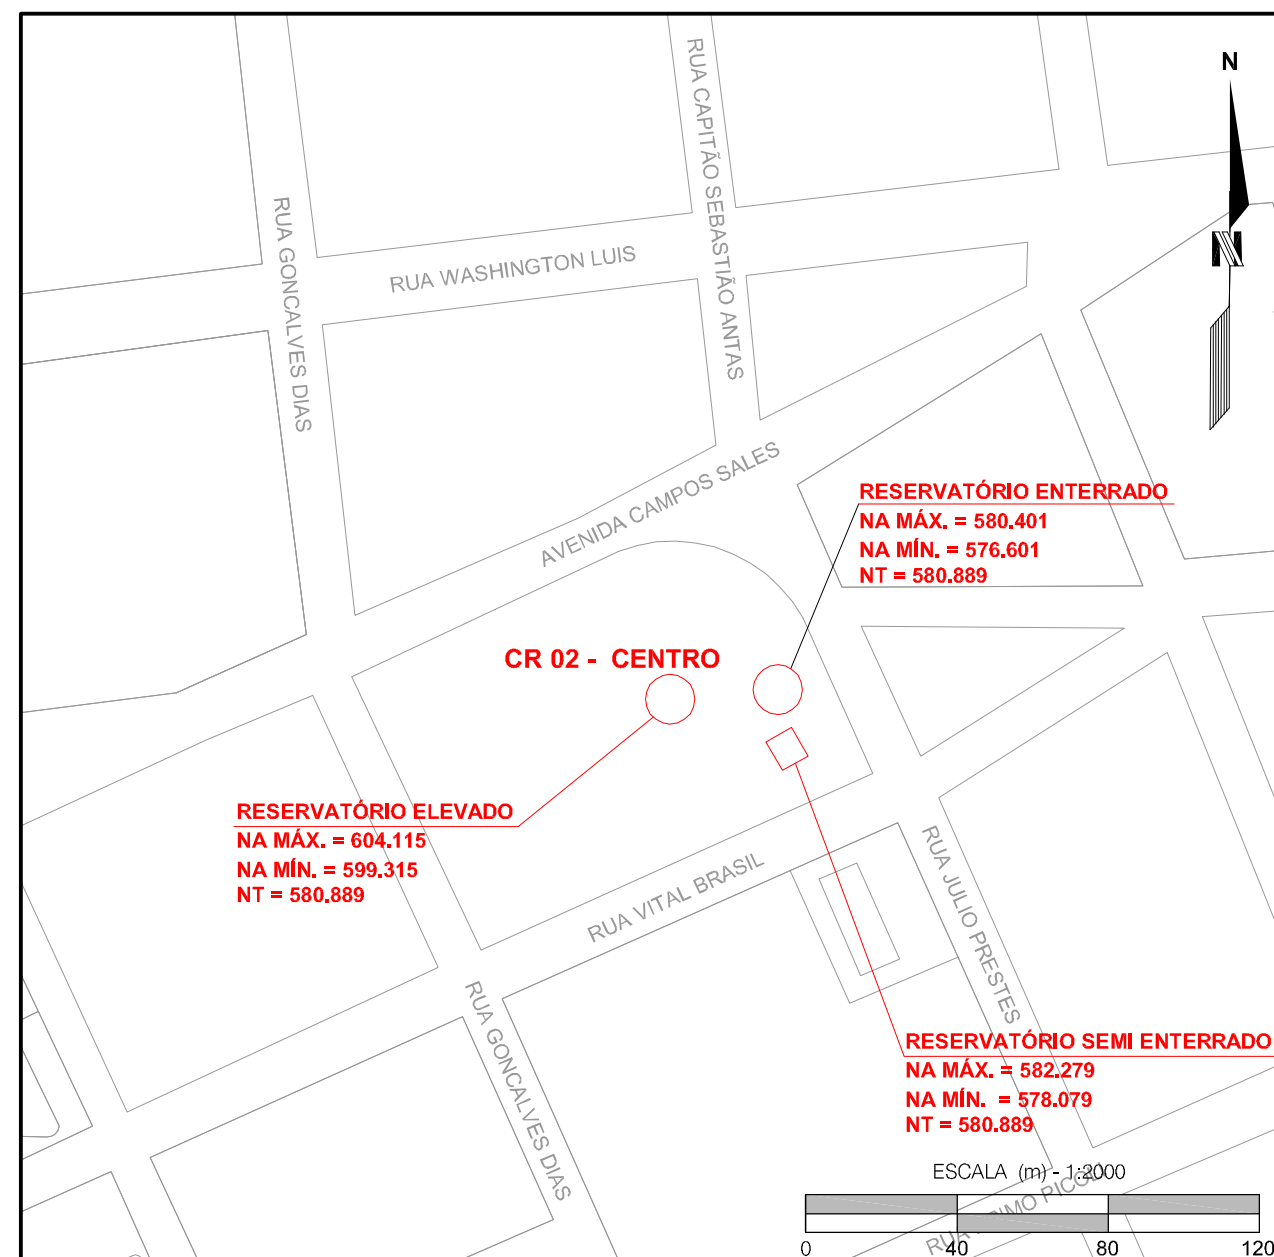 N
N
RUA CAPITÃO SEBASTIÃO ANTAS
RUA GONCALVES DIAS
RUA WASHINGTON LUIS
AVENIDA CAMPOS SALES
RESERVATÓRIO ENTERRADO
NA MÁX. = 580.401
NA MÍN. = 576.601
NT = 580.889
CR 02 - CENTRO
RESERVATÓRIO ELEVADO
NA MÁX. = 604.115
NA MÍN. = 599.315
NT = 580.889
RUA VITAL BRASIL
RUA JULIO PRESTES
RUA GONCALVES DIAS
RESERVATÓRIO SEMI ENTERRADO
NA MÁX. = 582.279
NA MÍN. = 578.079
NT = 580.889
ESCALA (m) - 1:2000
RUA PICOLI
0 40 80 120